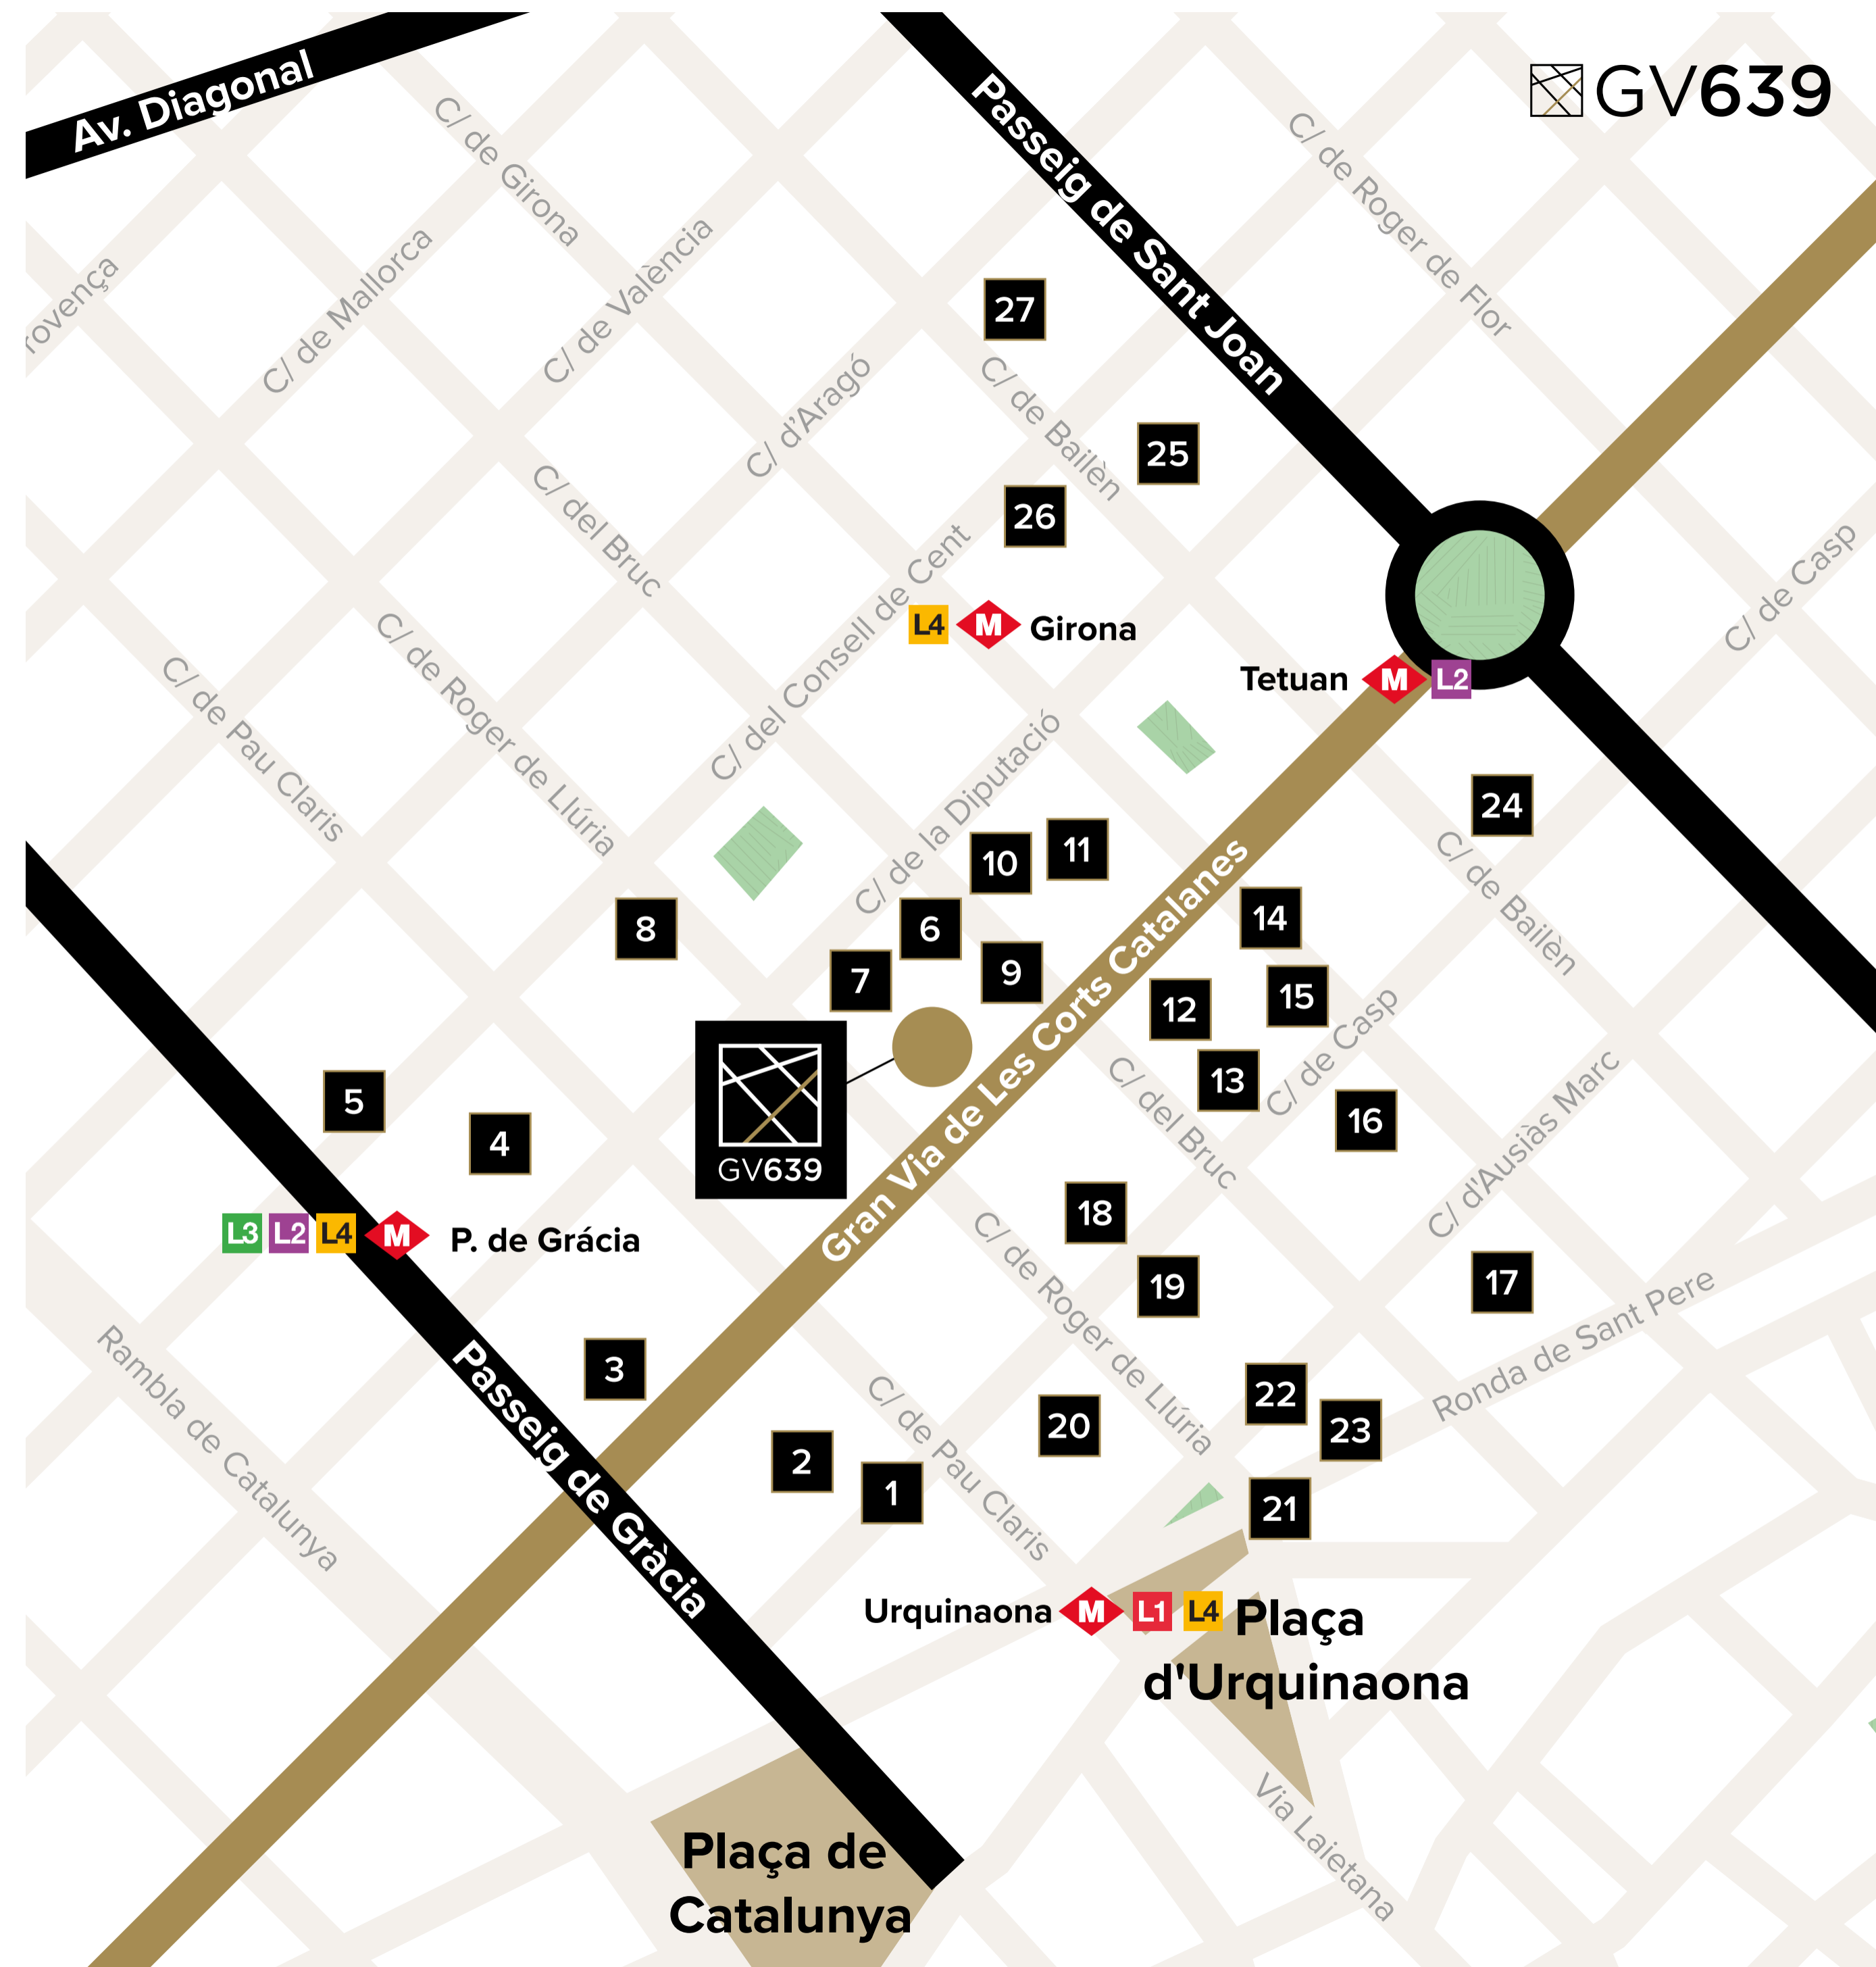 Av. Diagonal
GV639
Passeig de Sant Joan
C/ de Girona
C/ de Roger de Flor
C/ de València
C/ de Mallorca
rovença
27
C/ d'Aragó
C/ de Bailèn
25
C/ del Bruc
26
C/ del Consell de Cent
C/ de Casp
L4 M Girona
Tetuan M L2
C/ de Roger de Llúria
C/ de Pau Claris
C/ de la Diputació
24
10
11
C/ de Bailèn
8
6
14
7
9
12
15
Gran Via de Les Corts Catalanes
C/ de Casp
GV639
13
C/ del Bruc
C/ d'Ausiàs Marc
5
4
16
L3 L2 L4 M P. de Grácia
18
19
17
C/ de Roger de Llúria
Ronda de Sant Pere
Rambla de Catalunya
Passeig de Gràcia
3
2
1
C/ de Pau Claris
20
22
23
21
Urquinaona M L1 L4
Plaça
d'Urquinaona
Via Laietana
Plaça de
Catalunya